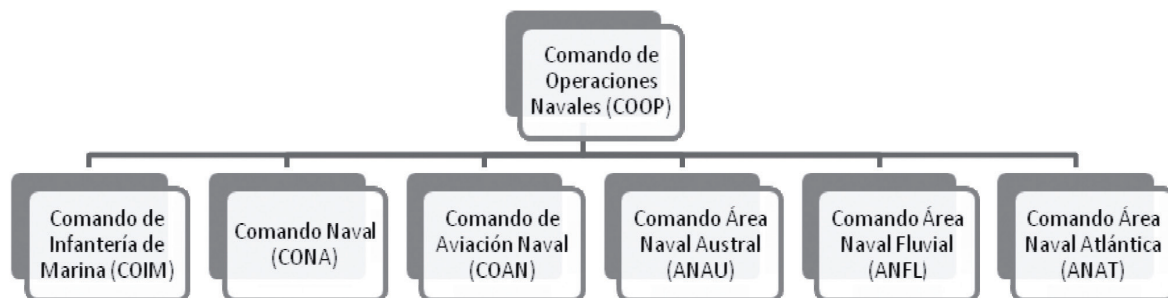 Comando de
Operaciones
Navales (COOP)
Comando de
Infantería de
Marina (COIM)
Comando Naval
(CONA)
Comando de
Aviación Naval
(COAN)
Comando Área
Naval Austral
(ANAU)
Comando Área
Naval Fluvial
(ANFL)
Comando Área
Naval Atlántica
(ANAT)